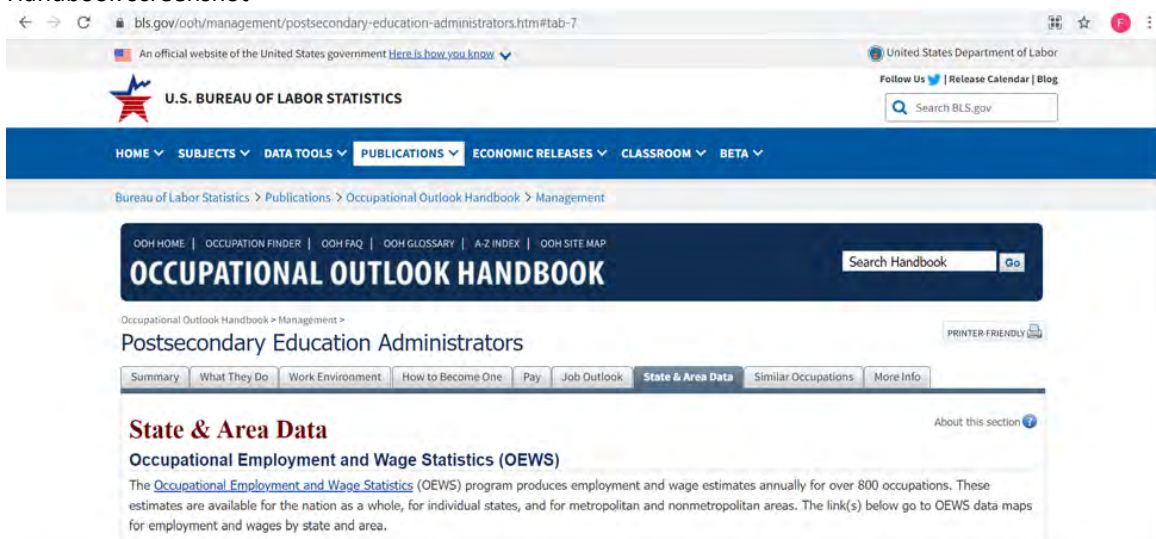 Handbook screenshot
bls.gov/ooh/management/postsecondary-education-administrators.htm#tab-7
F
An official website of the United States government Here is how you know
United States Department of Labor
Follow Us | Release Calendar | Blog
U.S. BUREAU OF LABOR STATISTICS
Search BLS.gov
HOME SUBJECTS DATA TOOLS PUBLICATIONS ECONOMIC RELEASES CLASSROOM BETA
Bureau of Labor Statistics > Publications > Occupational Outlook Handbook > Management
OOH HOME | OCCUPATION FINDER | OOH FAQ | OOH GLOSSARY | A-Z INDEX | OOH SITE MAP
OCCUPATIONAL OUTLOOK HANDBOOK
Search Handbook Go
Occupational Outlook Handbook > Management >
Postsecondary Education Administrators
PRINTER-FRIENDLY
Summary What They Do Work Environment How to Become One Pay Job Outlook State & Area Data Similar Occupations More Info
State & Area Data
About this section ?
Occupational Employment and Wage Statistics (OEWS)
The Occupational Employment and Wage Statistics (OEWS) program produces employment and wage estimates annually for over 800 occupations. These
estimates are available for the nation as a whole, for individual states, and for metropolitan and nonmetropolitan areas. The link(s) below go to OEWS data maps
for employment and wages by state and area.